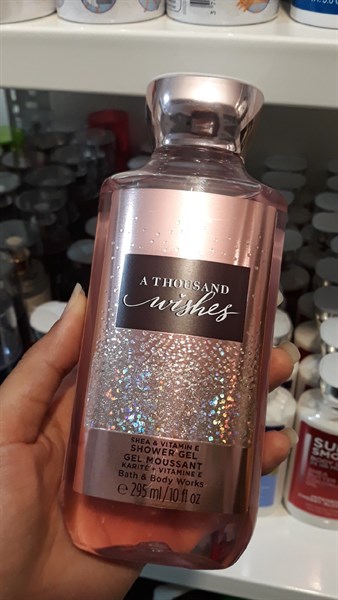 A THOUSAND
wishes
SHEA & VITAMIN E
SHOWER GEL
GEL MOUSSANT
KARITÉ + VITAMINE E
Bath & Body Works
℮ 295 ml/10 fl oz